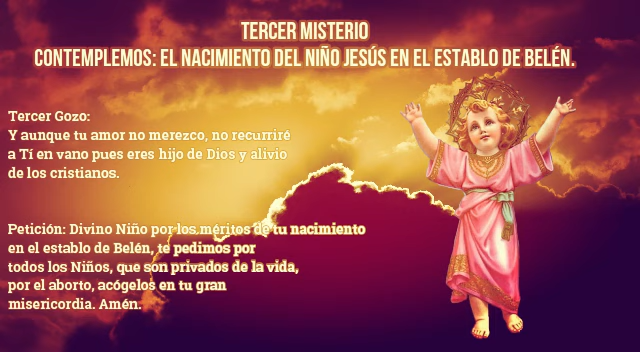 TERCER MISTERIO
CONTEMPLEMOS: EL NACIMIENTO DEL NIÑO JESÚS EN EL ESTABLO DE BELÉN.
Tercer Gozo:
Y aunque tu amor no merezco, no recurriré
a Tí en vano pues eres hijo de Dios y alivio
de los cristianos.
Petición: Divino Niño por los méritos de tu nacimiento
en el establo de Belén, te pedimos por
todos los Niños, que son privados de la vida,
por el aborto, acógelos en tu gran
misericordia. Amén.